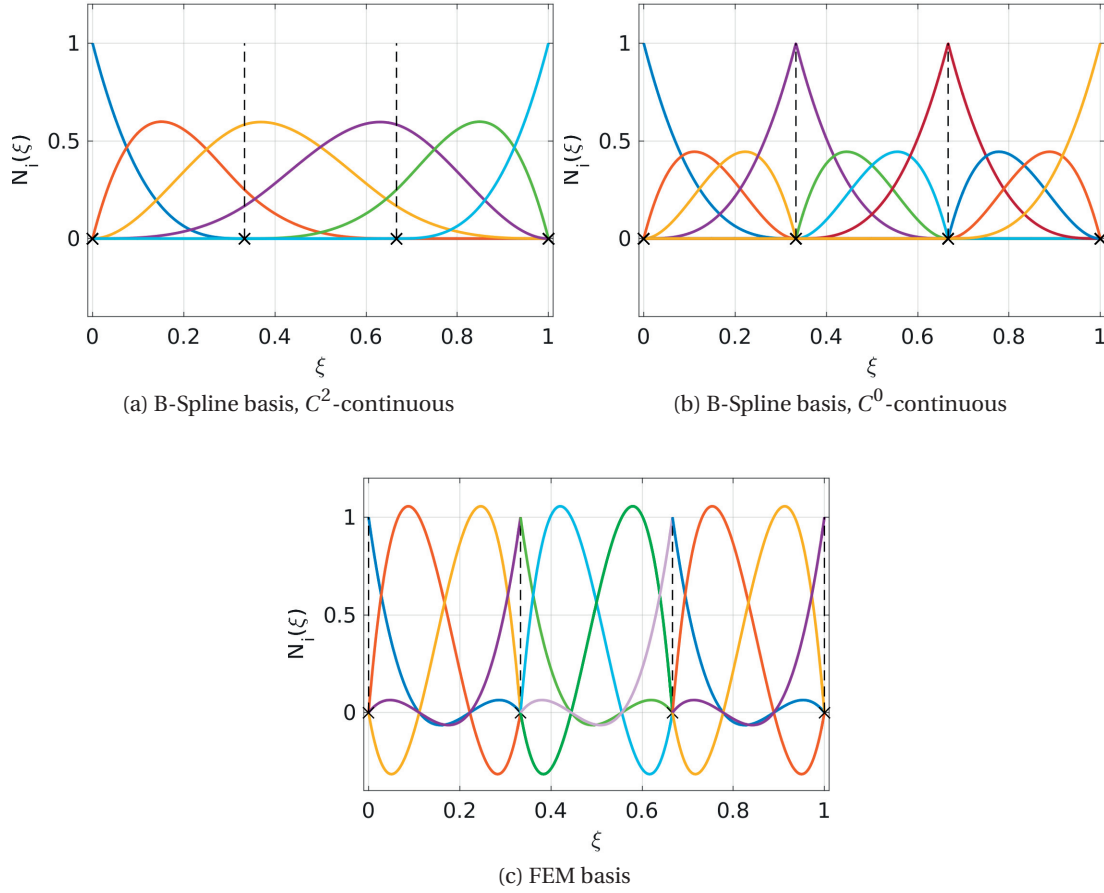 1
0.5
0
N_i(ξ)
0 0.2 0.4 0.6 0.8 1
ξ
(a) B-Spline basis, C²-continuous
1
0.5
0
N_i(ξ)
0 0.2 0.4 0.6 0.8 1
ξ
(b) B-Spline basis, C⁰-continuous
1
0.5
0
N_i(ξ)
0 0.2 0.4 0.6 0.8 1
ξ
(c) FEM basis